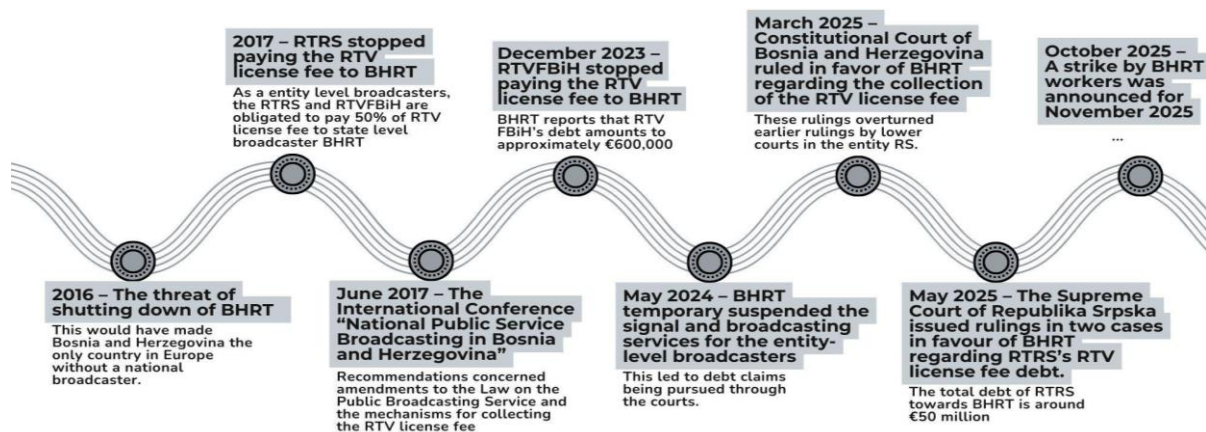 2016 – The threat of
shutting down of BHRT
This would have made
Bosnia and Herzegovina the
only country in Europe
without a national
broadcaster.
2017 – RTRS stopped
paying the RTV
license fee to BHRT
As a entity level broadcasters,
the RTRS and RTVFBiH are
obligated to pay 50% of RTV
license fee to state level
broadcaster BHRT
June 2017 – The
International Conference
“National Public Service
Broadcasting in Bosnia
and Herzegovina”
Recommendations concerned
amendments to the Law on the
Public Broadcasting Service and
the mechanisms for collecting
the RTV license fee
December 2023 –
RTVFBiH stopped
paying the RTV
license fee to BHRT
BHRT reports that RTV
FBiH’s debt amounts to
approximately €600,000
May 2024 – BHRT
temporary suspended the
signal and broadcasting
services for the entity-
level broadcasters
This led to debt claims
being pursued through
the courts.
March 2025 –
Constitutional Court of
Bosnia and Herzegovina
ruled in favor of BHRT
regarding the collection
of the RTV license fee
These rulings overturned
earlier rulings by lower
courts in the entity RS.
May 2025 – The Supreme
Court of Republika Srpska
issued rulings in two cases
in favour of BHRT
regarding RTRS’s RTV
license fee debt.
The total debt of RTRS
towards BHRT is around
€50 million
October 2025 –
A strike by BHRT
workers was
announced for
November 2025
...